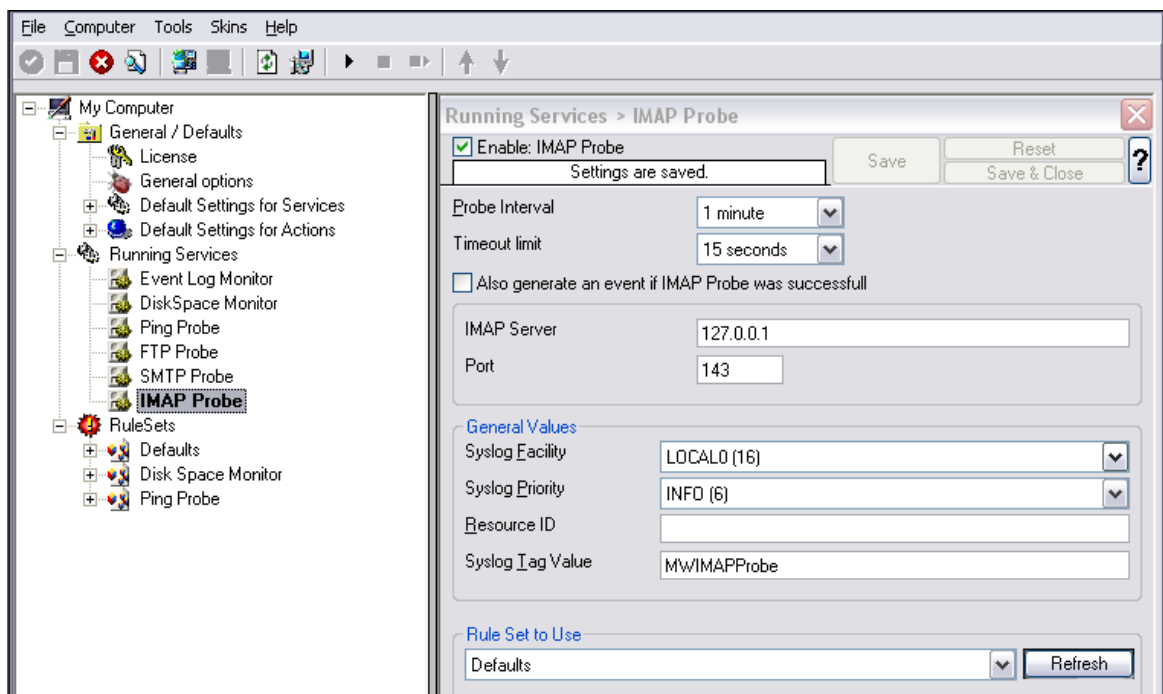 File Computer Tools Skins Help
My Computer
General / Defaults
License
General options
Default Settings for Services
Default Settings for Actions
Running Services
Event Log Monitor
DiskSpace Monitor
Ping Probe
FTP Probe
SMTP Probe
IMAP Probe
RuleSets
Defaults
Disk Space Monitor
Ping Probe
Running Services > IMAP Probe
Enable: IMAP Probe
Settings are saved.
Save
Reset
Save & Close
?
Probe Interval 1 minute
Timeout limit 15 seconds
Also generate an event if IMAP Probe was successfull
IMAP Server 127.0.0.1
Port 143
General Values
Syslog Facility LOCAL0 (16)
Syslog Priority INFO (6)
Resource ID
Syslog Tag Value MWIMAPProbe
Rule Set to Use
Defaults Refresh